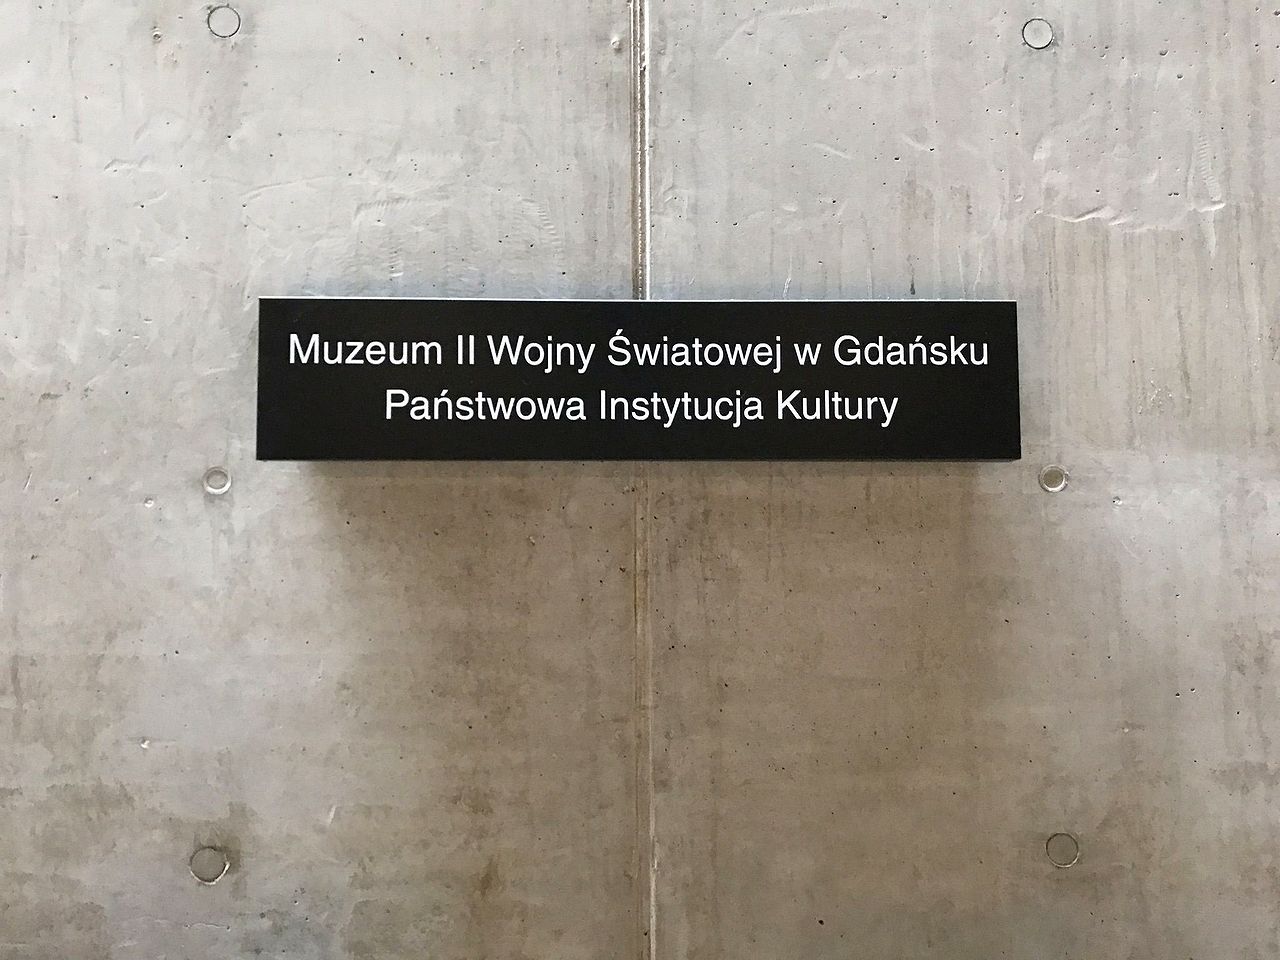 Muzeum II Wojny Światowej w Gdańsku
Państwowa Instytucja Kultury